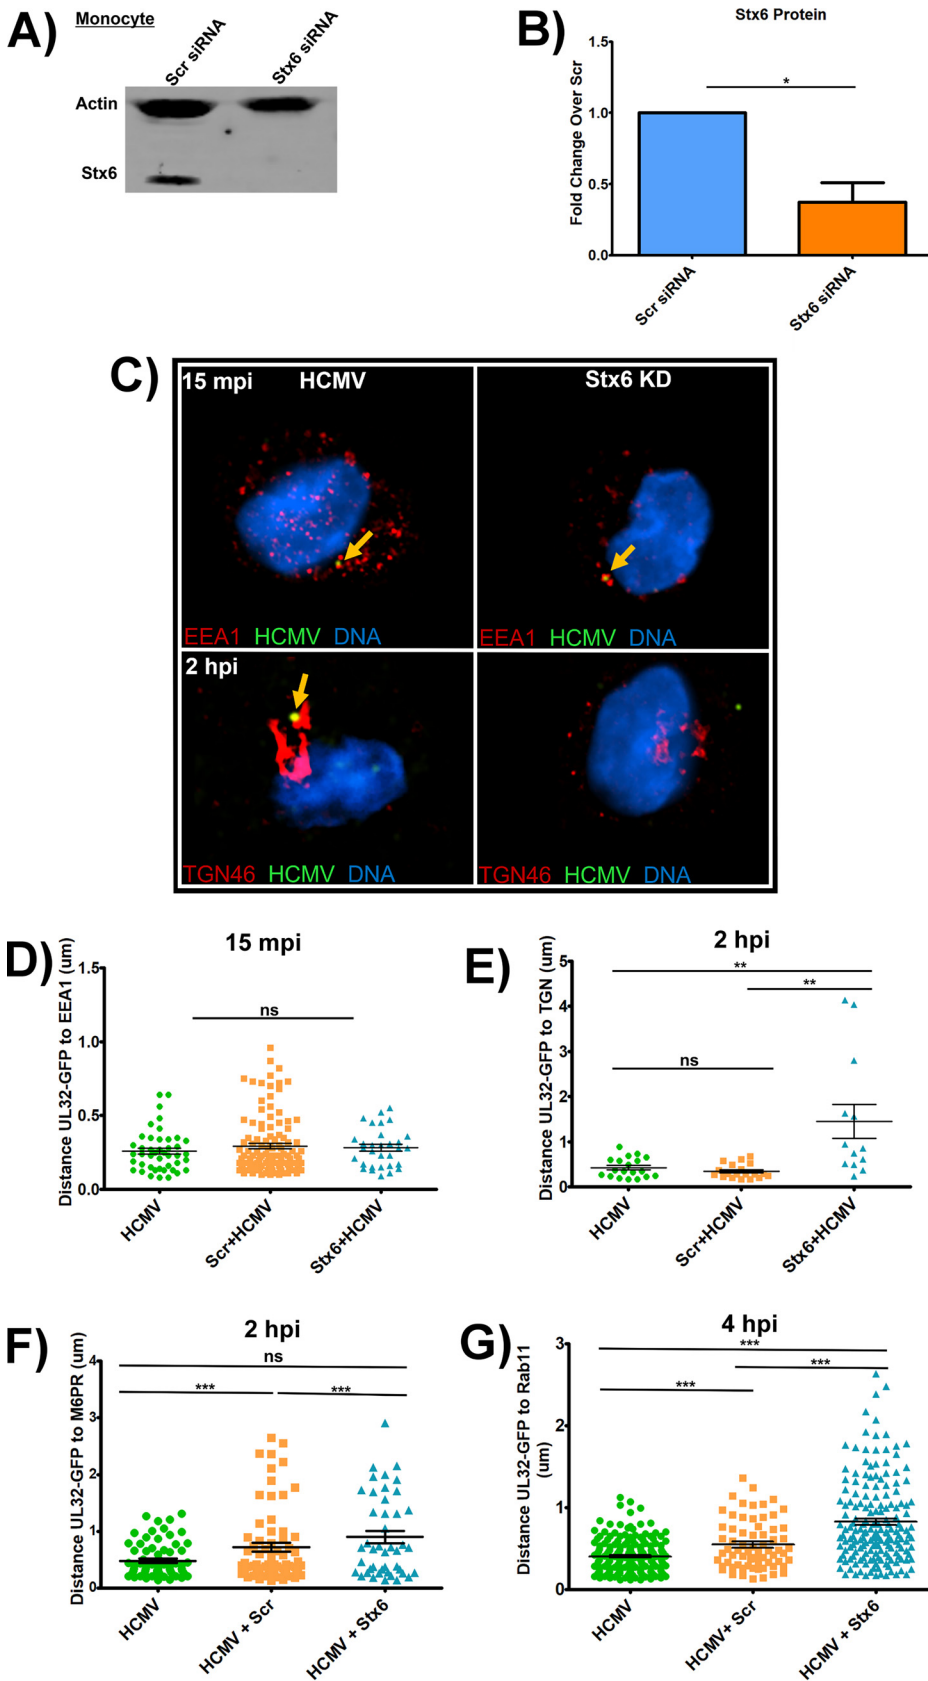 A)
Monocyte
Scr siRNA
Stx6 siRNA
Actin
Stx6
B)
Stx6 Protein
Fold Change Over Scr
1.5
1.0
0.5
0.0
*
Scr siRNA
Stx6 siRNA
C)
15 mpi HCMV
Stx6 KD
EEA1 HCMV DNA
EEA1 HCMV DNA
2 hpi
TGN46 HCMV DNA
TGN46 HCMV DNA
D)
15 mpi
Distance UL32-GFP to EEA1 (um)
1.5
1.0
0.5
0.0
ns
HCMV
Scr+HCMV
Stx6+HCMV
E)
2 hpi
Distance UL32-GFP to TGN (um)
5
4
3
2
1
0
**
**
ns
HCMV
Scr+HCMV
Stx6+HCMV
F)
2 hpi
Distance UL32-GFP to M6PR (um)
4
3
2
1
0
ns
***
***
HCMV
HCMV + Scr
HCMV + Stx6
G)
4 hpi
Distance UL32-GFP to Rab11
(um)
3
2
1
0
***
***
***
HCMV
HCMV+ Scr
HCMV + Stx6